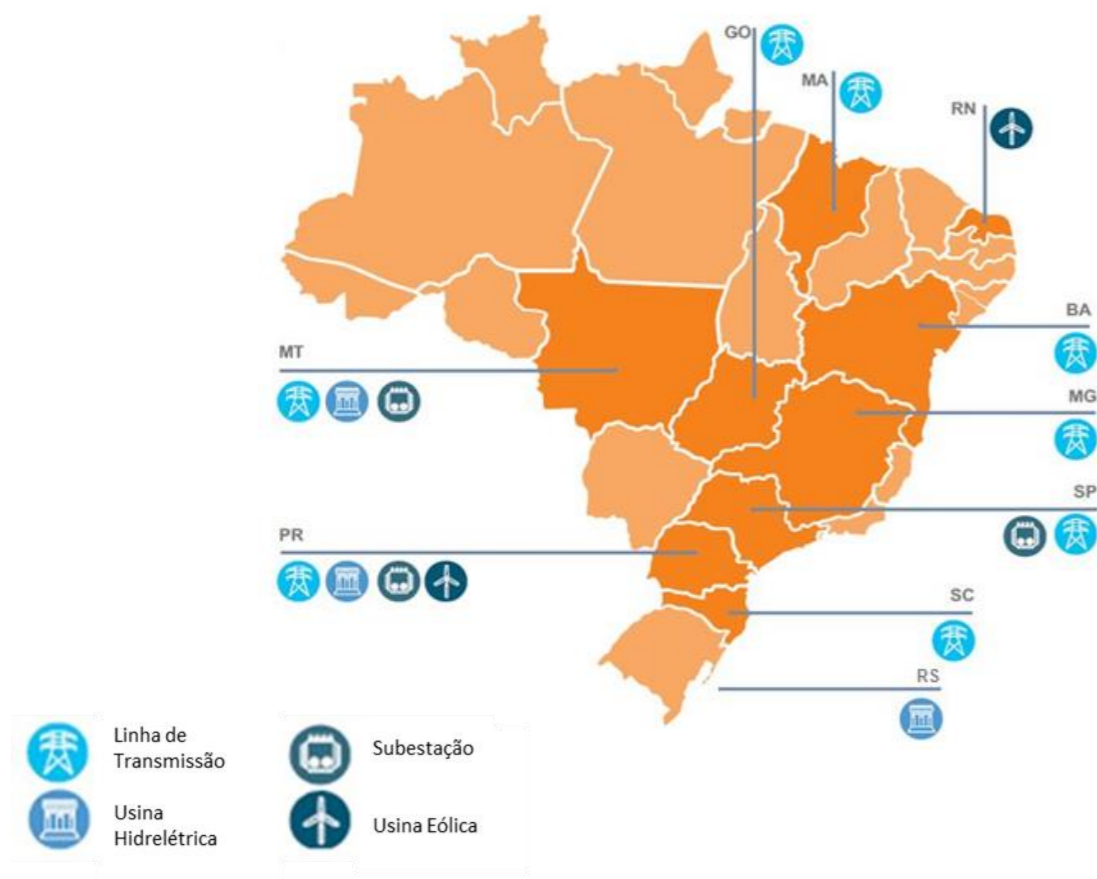 GO
MA
RN
BA
MT
MG
SP
PR
SC
RS
Linha de
Transmissão
Subestação
Usina
Hidrelétrica
Usina Eólica